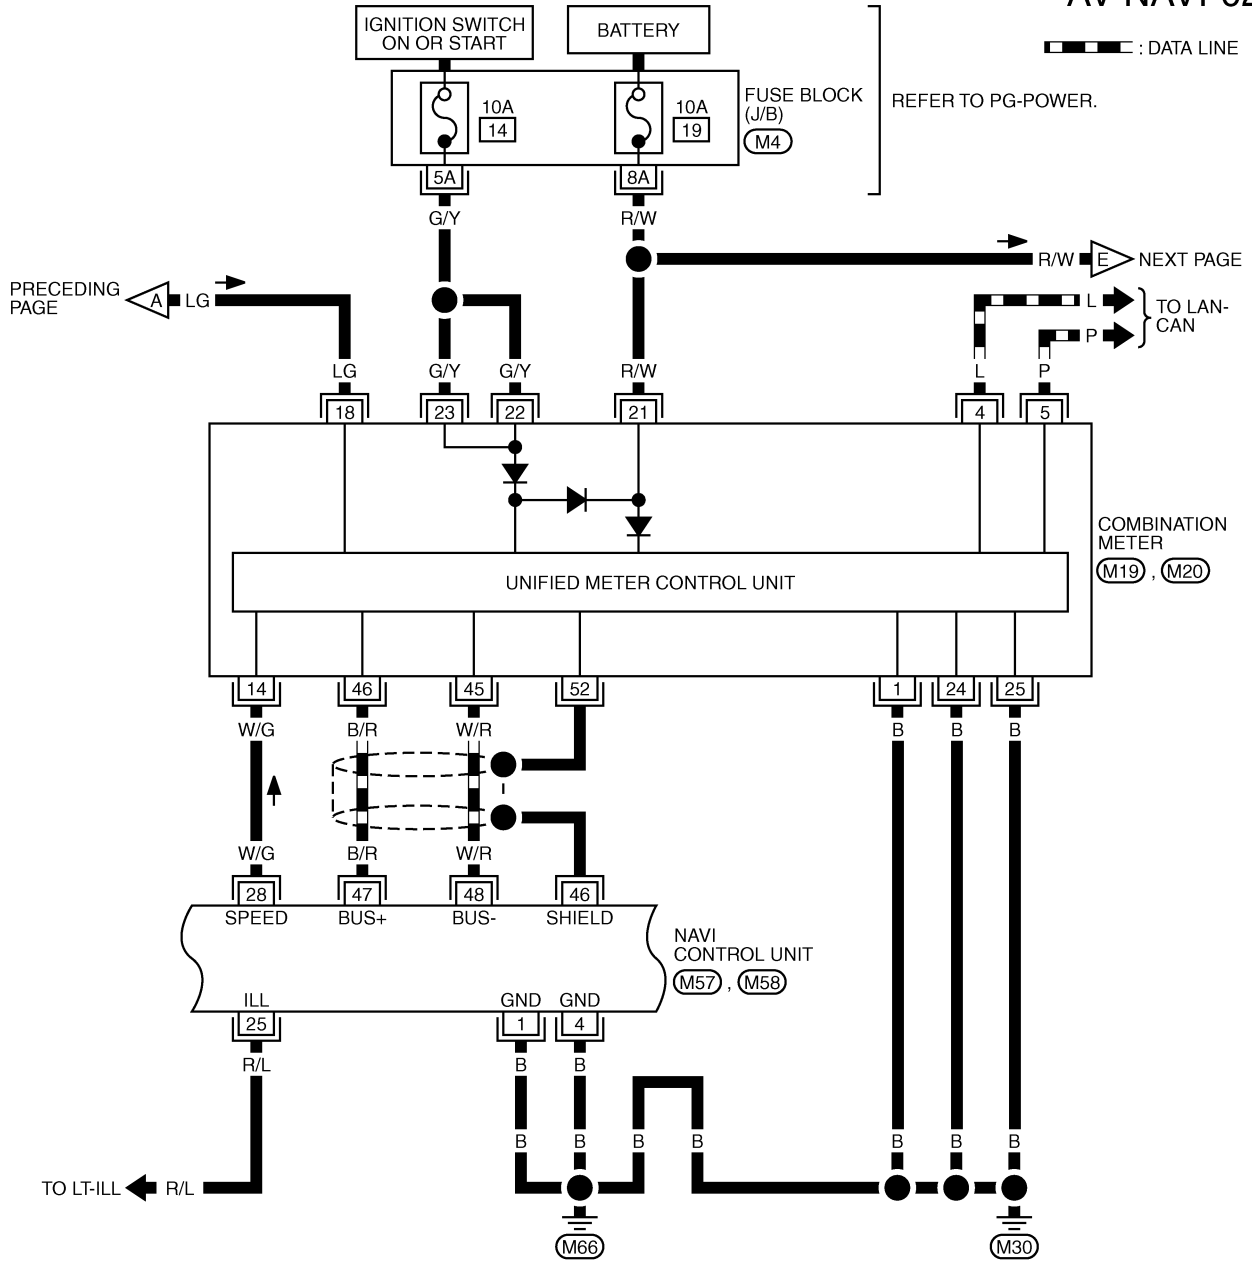 IGNITION SWITCH
ON OR START
BATTERY
: DATA LINE
10A
14
10A
19
FUSE BLOCK
(J/B)
M4
REFER TO PG-POWER.
5A
8A
G/Y
R/W
R/W
E
NEXT PAGE
PRECEDING
PAGE
A
LG
L
P
TO LAN-
CAN
LG
G/Y
G/Y
R/W
L
P
18
23
22
21
4
5
COMBINATION
METER
M19 , M20
UNIFIED METER CONTROL UNIT
14
46
45
52
1
24
25
W/G
B/R
W/R
B
B
B
W/G
B/R
W/R
28
47
48
46
SPEED
BUS+
BUS-
SHIELD
NAVI
CONTROL UNIT
M57 , M58
ILL
GND
GND
25
1
4
R/L
B
B
B
B
B
B
B
B
B
TO LT-ILL
R/L
M66
M30